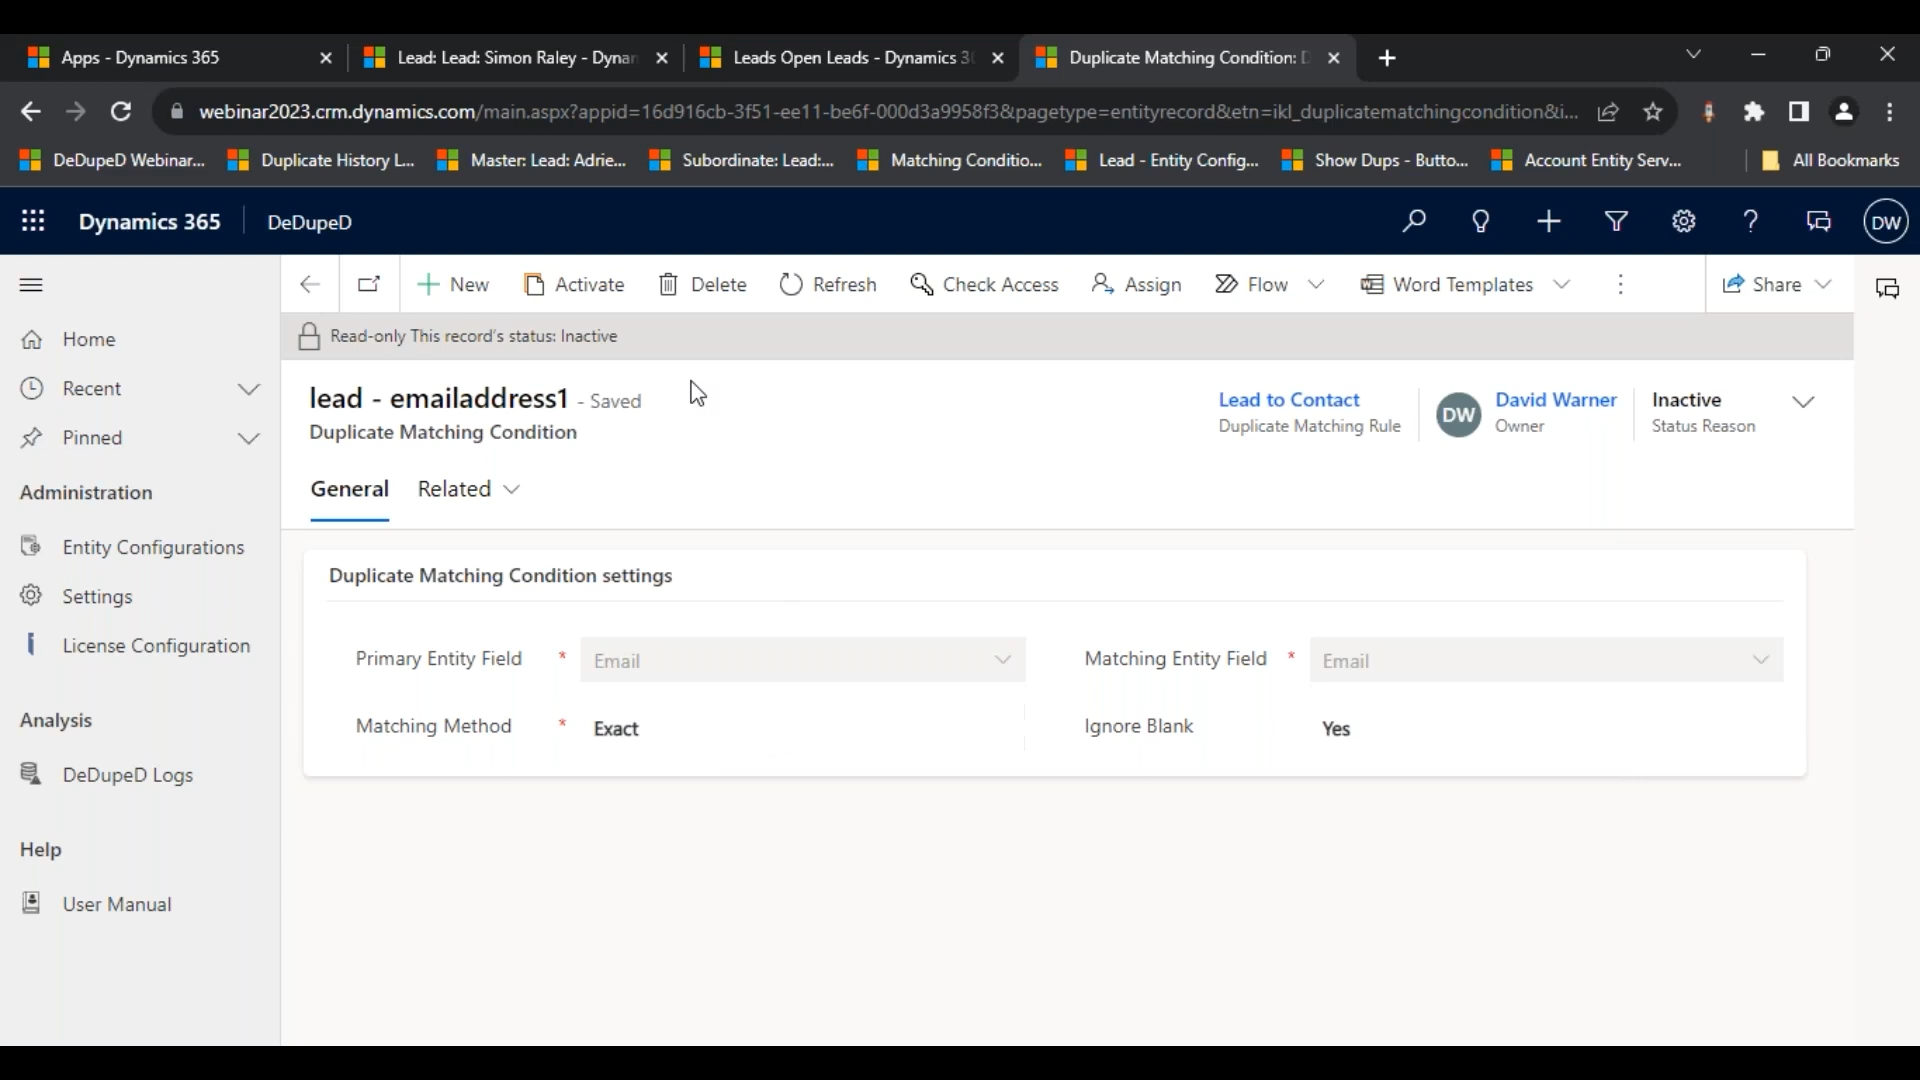 Apps - Dynamics 365
Lead: Lead: Simon Raley - Dynan
Leads Open Leads - Dynamics 3
Duplicate Matching Condition:
webinar2023.crm.dynamics.com/main.aspx?appid=16d916cb-3f51-ee11-be6f-000d3a9958f3&pagetype=entityrecord&etn=ikl_duplicatematchingcondition&i...
DeDupeD Webinar...
Duplicate History L...
Master: Lead: Adrie...
Subordinate: Lead:...
Matching Conditio...
Lead - Entity Config...
Show Dups - Butto...
Account Entity Serv...
All Bookmarks
Dynamics 365
DeDupeD
DW
New
Activate
Delete
Refresh
Check Access
Assign
Flow
Word Templates
Share
Read-only This record's status: Inactive
Home
Recent
Pinned
Administration
Entity Configurations
Settings
License Configuration
Analysis
DeDupeD Logs
Help
User Manual
lead - emailaddress1 - Saved
Duplicate Matching Condition
Lead to Contact
Duplicate Matching Rule
DW
David Warner
Owner
Inactive
Status Reason
General
Related
Duplicate Matching Condition settings
Primary Entity Field * Email
Matching Entity Field * Email
Matching Method * Exact
Ignore Blank Yes